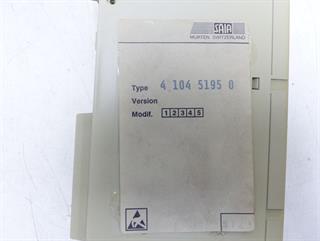 SAIA
MURTEN SWITZERLAND
Type 4 104 5195 0
Version
Modif. 1 2 3 4 5